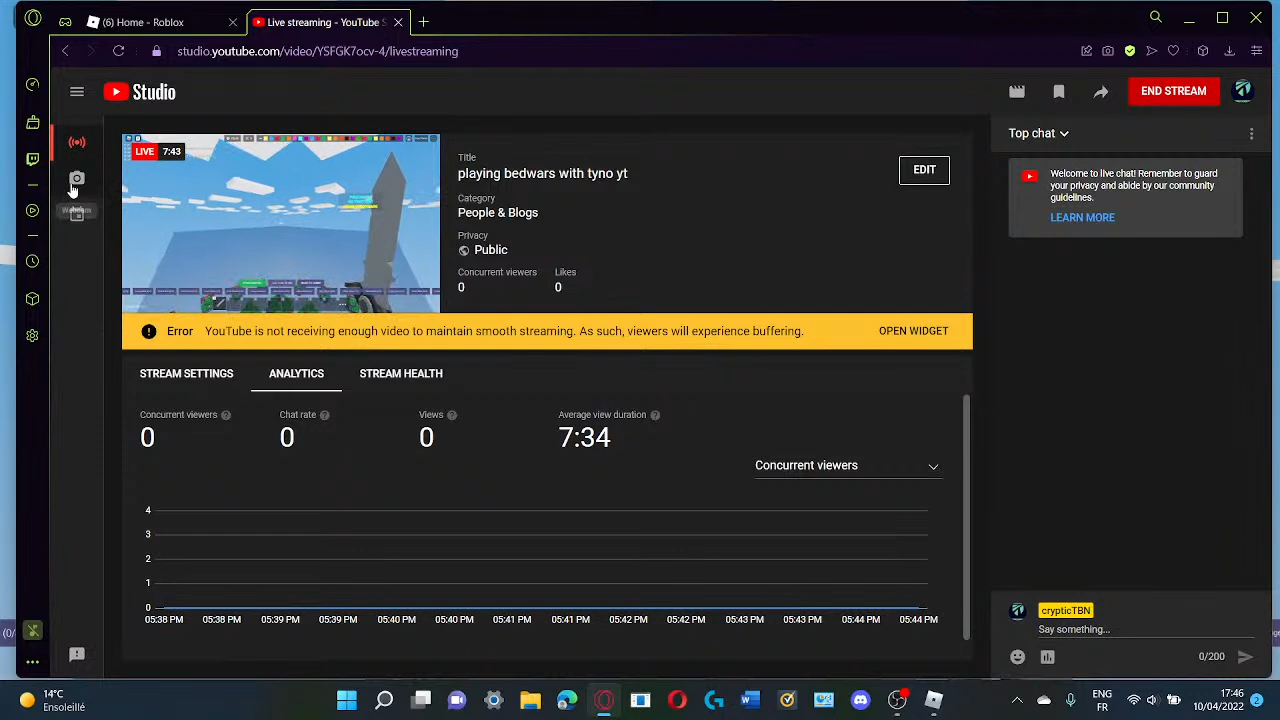 (6) Home - Roblox
Live streaming - YouTube S
studio.youtube.com/video/YSFGK7ocv-4/livestreaming
Studio
END STREAM
LIVE 7:43
Title
playing bedwars with tyno yt
EDIT
Category
People & Blogs
Privacy
Public
Concurrent viewers Likes
0 0
Webcam
Error YouTube is not receiving enough video to maintain smooth streaming. As such, viewers will experience buffering. OPEN WIDGET
STREAM SETTINGS ANALYTICS STREAM HEALTH
Concurrent viewers Chat rate Views Average view duration
0 0 0 7:34
Concurrent viewers
4
3
2
1
0
05:38 PM 05:38 PM 05:39 PM 05:39 PM 05:40 PM 05:40 PM 05:41 PM 05:41 PM 05:42 PM 05:42 PM 05:43 PM 05:43 PM 05:44 PM 05:44 PM
Top chat
Welcome to live chat! Remember to guard
your privacy and abide by our community
guidelines.
LEARN MORE
crypticTBN
Say something...
0/200
14°C
Ensoleillé
ENG
FR
17:46
10/04/2022
2